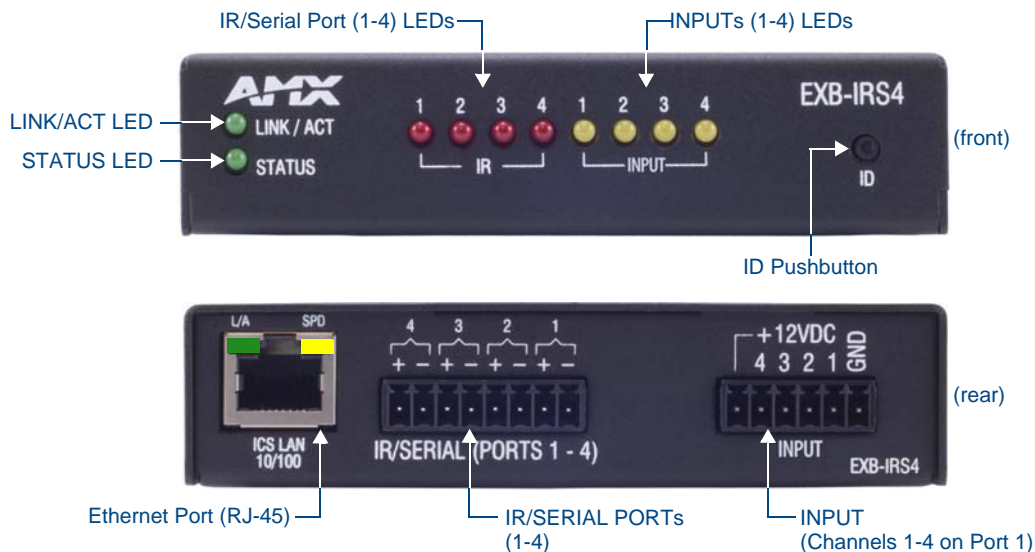 IR/Serial Port (1-4) LEDs
INPUTs (1-4) LEDs
AMX
EXB-IRS4
1 2 3 4 1 2 3 4
LINK/ACT LED
LINK / ACT
(front)
STATUS LED
STATUS
IR
INPUT
ID
ID Pushbutton
L/A SPD
4 3 2 1
+ − + − + − + −
+12VDC
4 3 2 1 GND
(rear)
ICS LAN
10/100
IR/SERIAL (PORTS 1 - 4)
INPUT
EXB-IRS4
Ethernet Port (RJ-45)
IR/SERIAL PORTs
(1-4)
INPUT
(Channels 1-4 on Port 1)